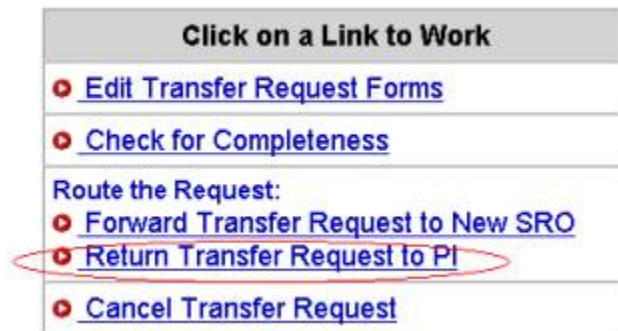 Click on a Link to Work
Edit Transfer Request Forms
Check for Completeness
Route the Request:
Forward Transfer Request to New SRO
Return Transfer Request to PI
Cancel Transfer Request